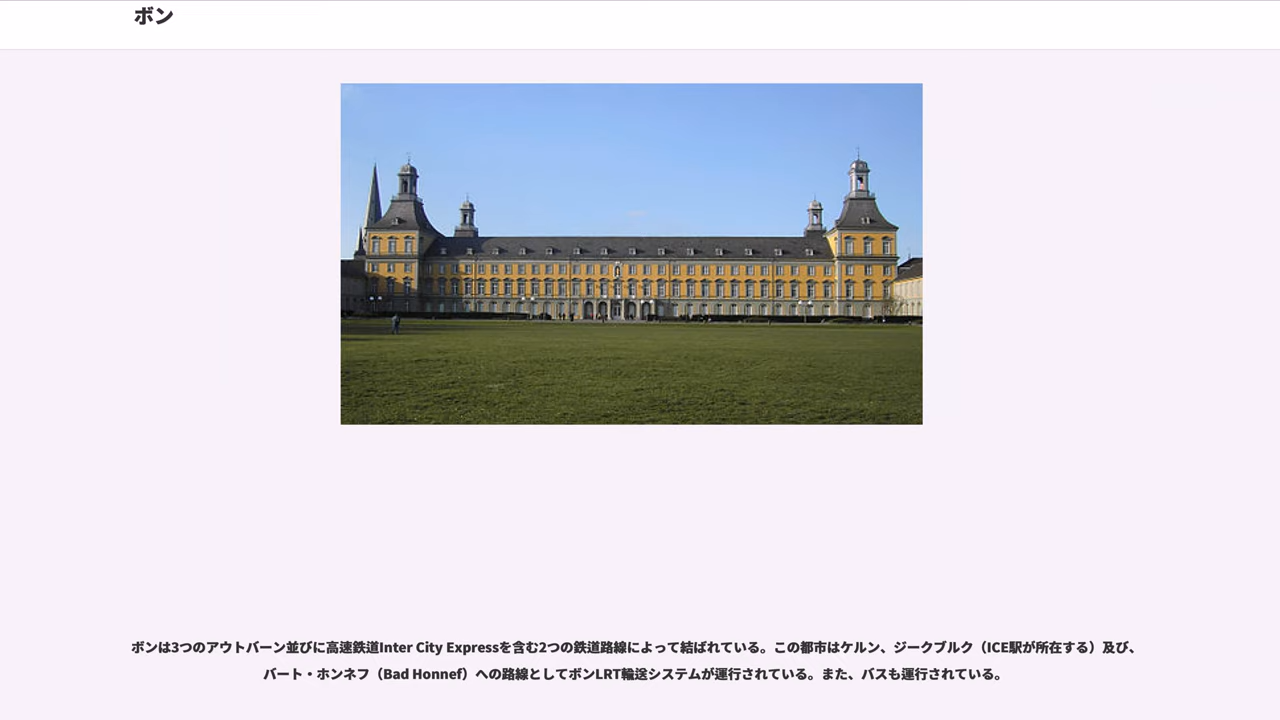 ボン
ボンは3つのアウトバーン並びに高速鉄道Inter City Expressを含む2つの鉄道路線によって結ばれている。この都市はケルン、ジークブルク（ICE駅が所在する）及び、
バート・ホンネフ（Bad Honnef）への路線としてボンLRT輸送システムが運行されている。また、バスも運行されている。